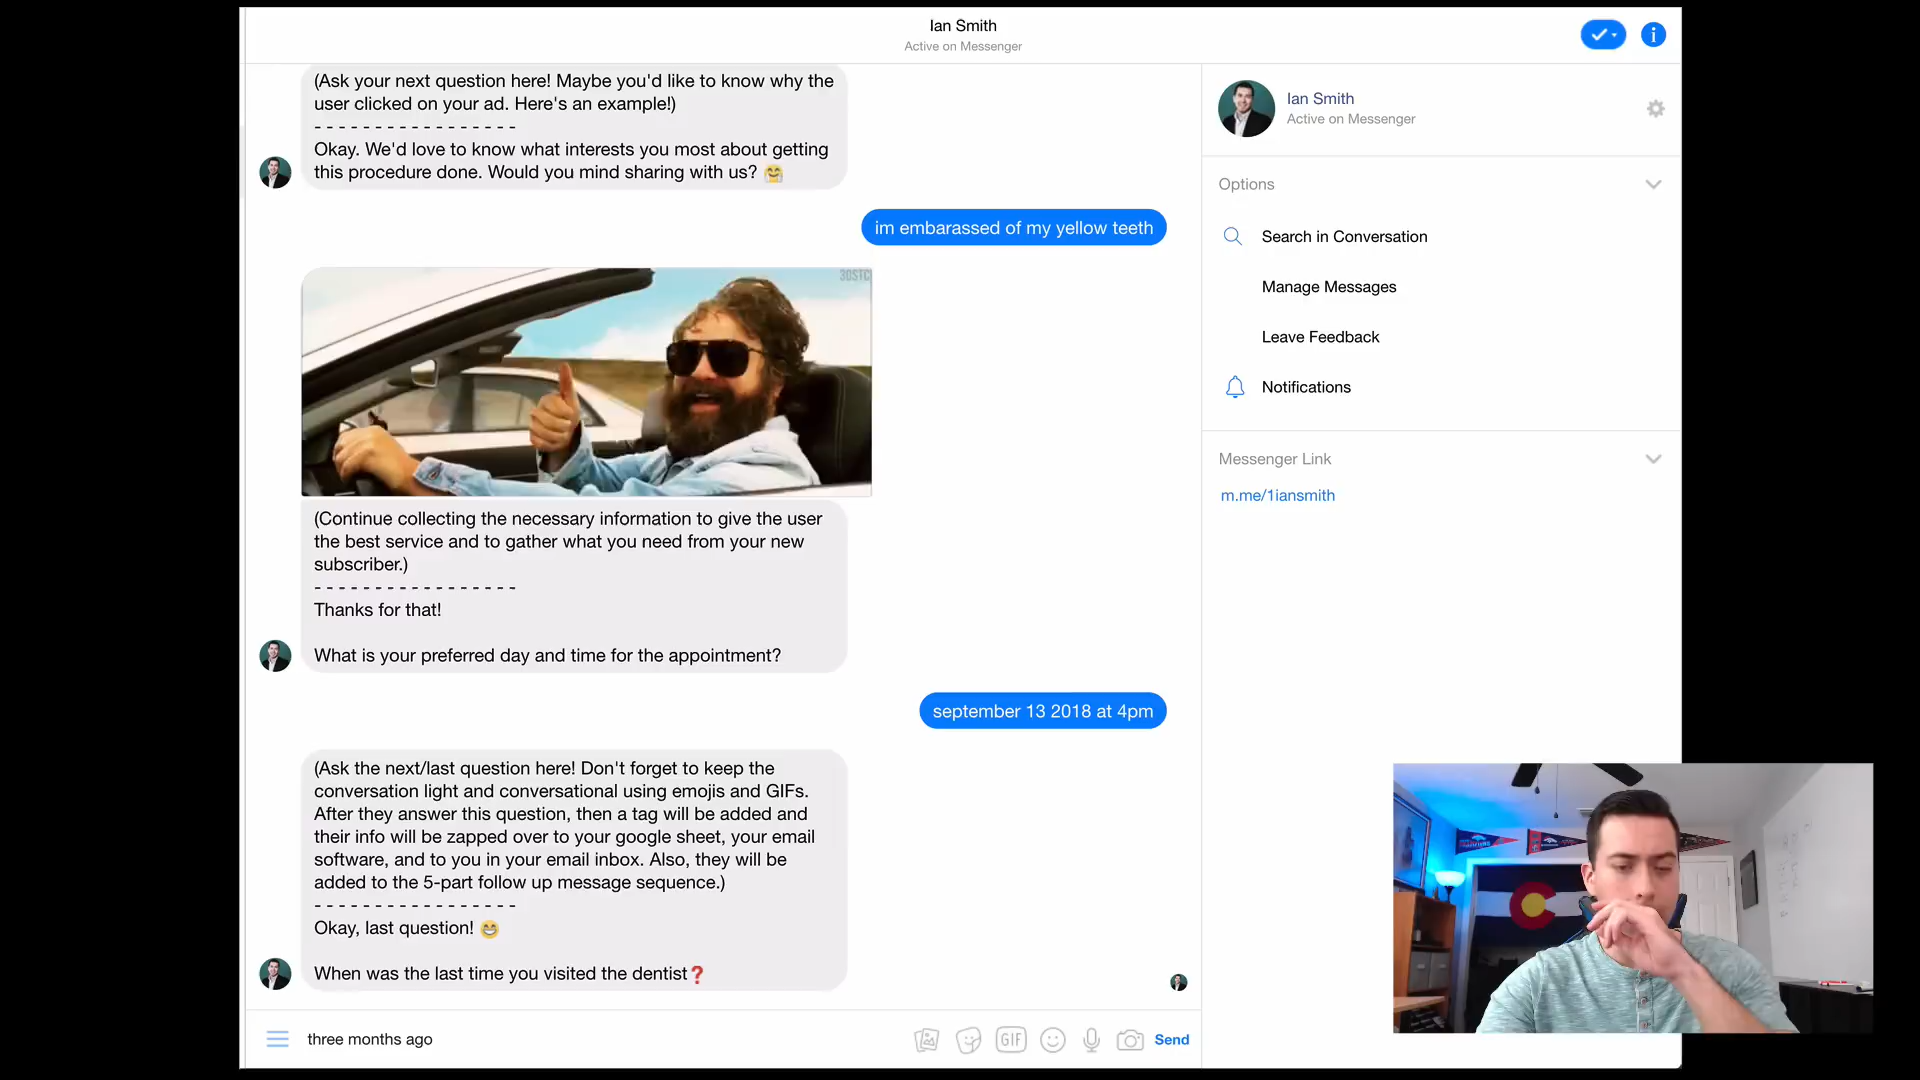 Ian Smith
Active on Messenger
(Ask your next question here! Maybe you'd like to know why the
user clicked on your ad. Here's an example!)
- - - - - - - - - - - - - - - - -
Okay. We'd love to know what interests you most about getting
this procedure done. Would you mind sharing with us? 🤗
im embarassed of my yellow teeth
(Continue collecting the necessary information to give the user
the best service and to gather what you need from your new
subscriber.)
- - - - - - - - - - - - - - - - -
Thanks for that!
What is your preferred day and time for the appointment?
september 13 2018 at 4pm
(Ask the next/last question here! Don't forget to keep the
conversation light and conversational using emojis and GIFs.
After they answer this question, then a tag will be added and
their info will be zapped over to your google sheet, your email
software, and to you in your email inbox. Also, they will be
added to the 5-part follow up message sequence.)
- - - - - - - - - - - - - - - - -
Okay, last question! 😁
When was the last time you visited the dentist❓
three months ago
GIF
Send
Ian Smith
Active on Messenger
Options
Search in Conversation
Manage Messages
Leave Feedback
Notifications
Messenger Link
m.me/1iansmith